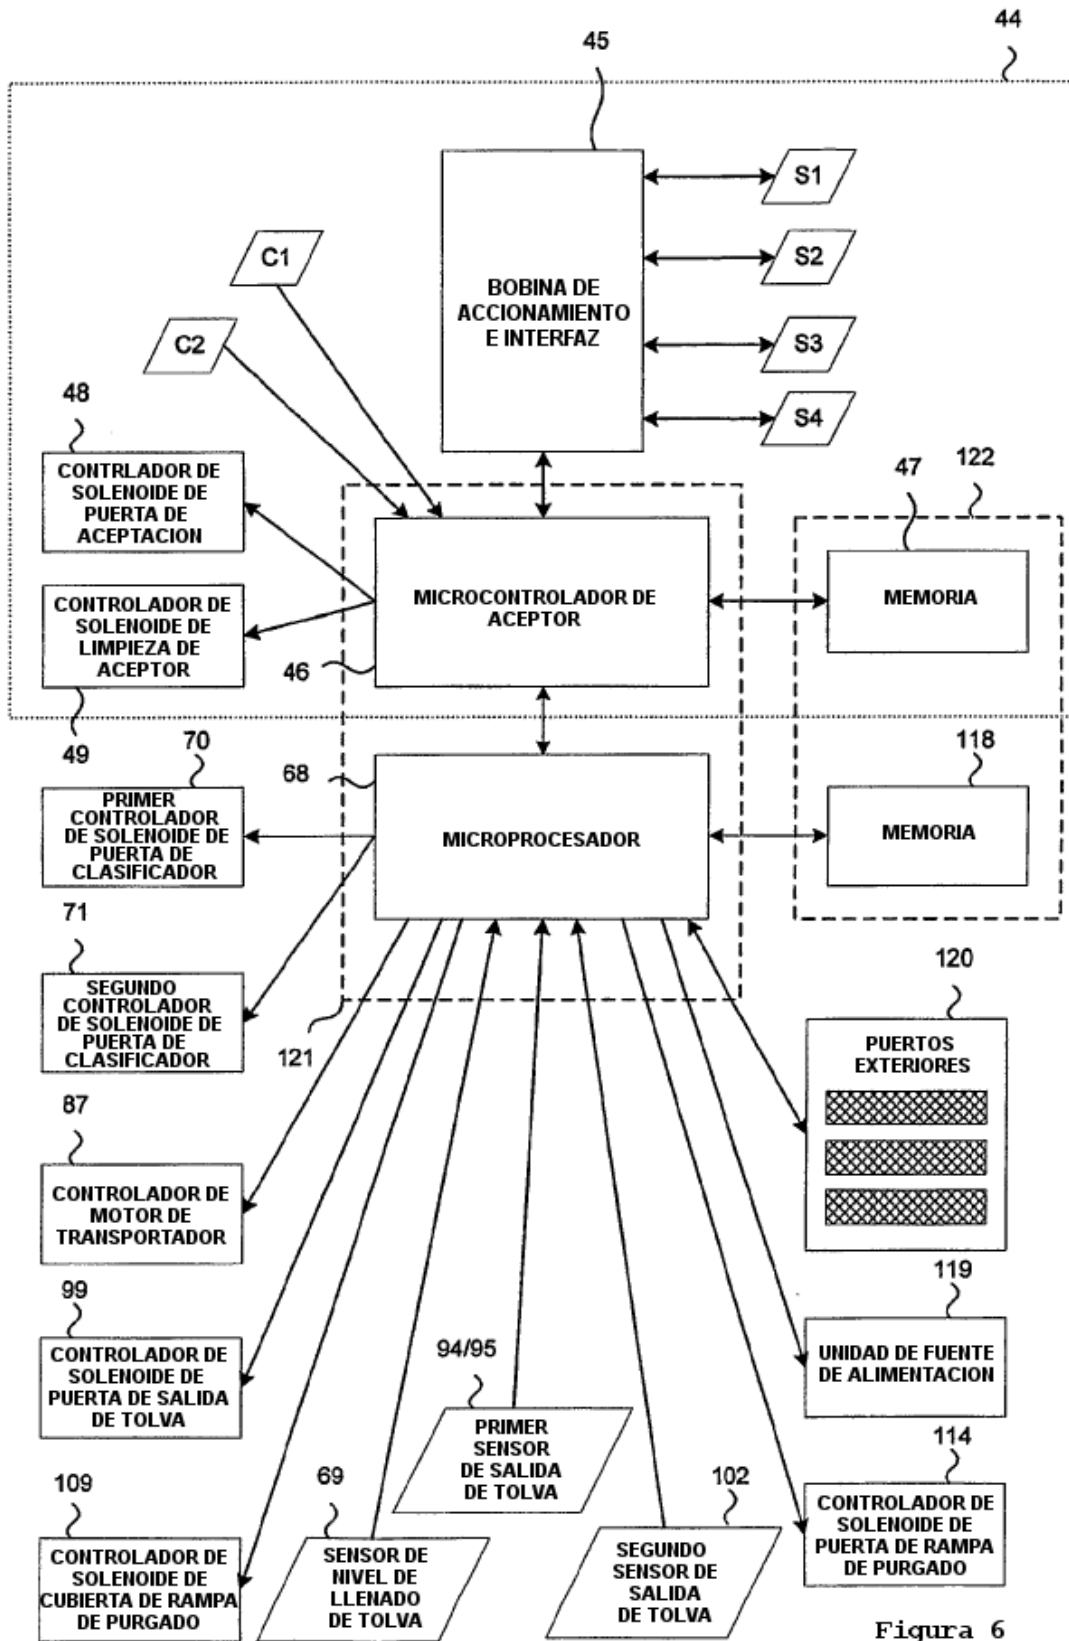 44
45
S1
C1
S2
BOBINA DE
ACCIONAMIENTO
E INTERFAZ
C2
S3
48
S4
CONTRLADOR DE
SOLENOIDE DE
PUERTA DE
ACEPTACION
47
122
MICROCONTROLADOR DE
ACEPTOR
MEMORIA
CONTROLADOR DE
SOLENOIDE DE
LIMPIEZA DE
ACEPTOR
46
49
70
68
118
PRIMER
CONTROLADOR
DE SOLENOIDE DE
PUERTA DE
CLASIFICADOR
MICROPROCESADOR
MEMORIA
71
SEGUNDO
CONTROLADOR
DE SOLENOIDE DE
PUERTA DE
CLASIFICADOR
121
120
PUERTOS
EXTERIORES
87
CONTROLADOR DE
MOTOR DE
TRANSPORTADOR
99
CONTROLADOR DE
SOLENOIDE DE
PUERTA DE SALIDA
DE TOLVA
94/95
PRIMER
SENSOR
DE SALIDA
DE TOLVA
119
UNIDAD DE FUENTE
DE ALIMENTACION
109
CONTROLADOR DE
SOLENOIDE DE
CUBIERTA DE RAMPA
DE PURGADO
69
SENSOR DE
NIVEL DE
LLENADO
DE TOLVA
102
SEGUNDO
SENSOR DE
SALIDA
DE TOLVA
114
CONTROLADOR DE
SOLENOIDE DE
PUERTA DE RAMPA
DE PURGADO
Figura 6